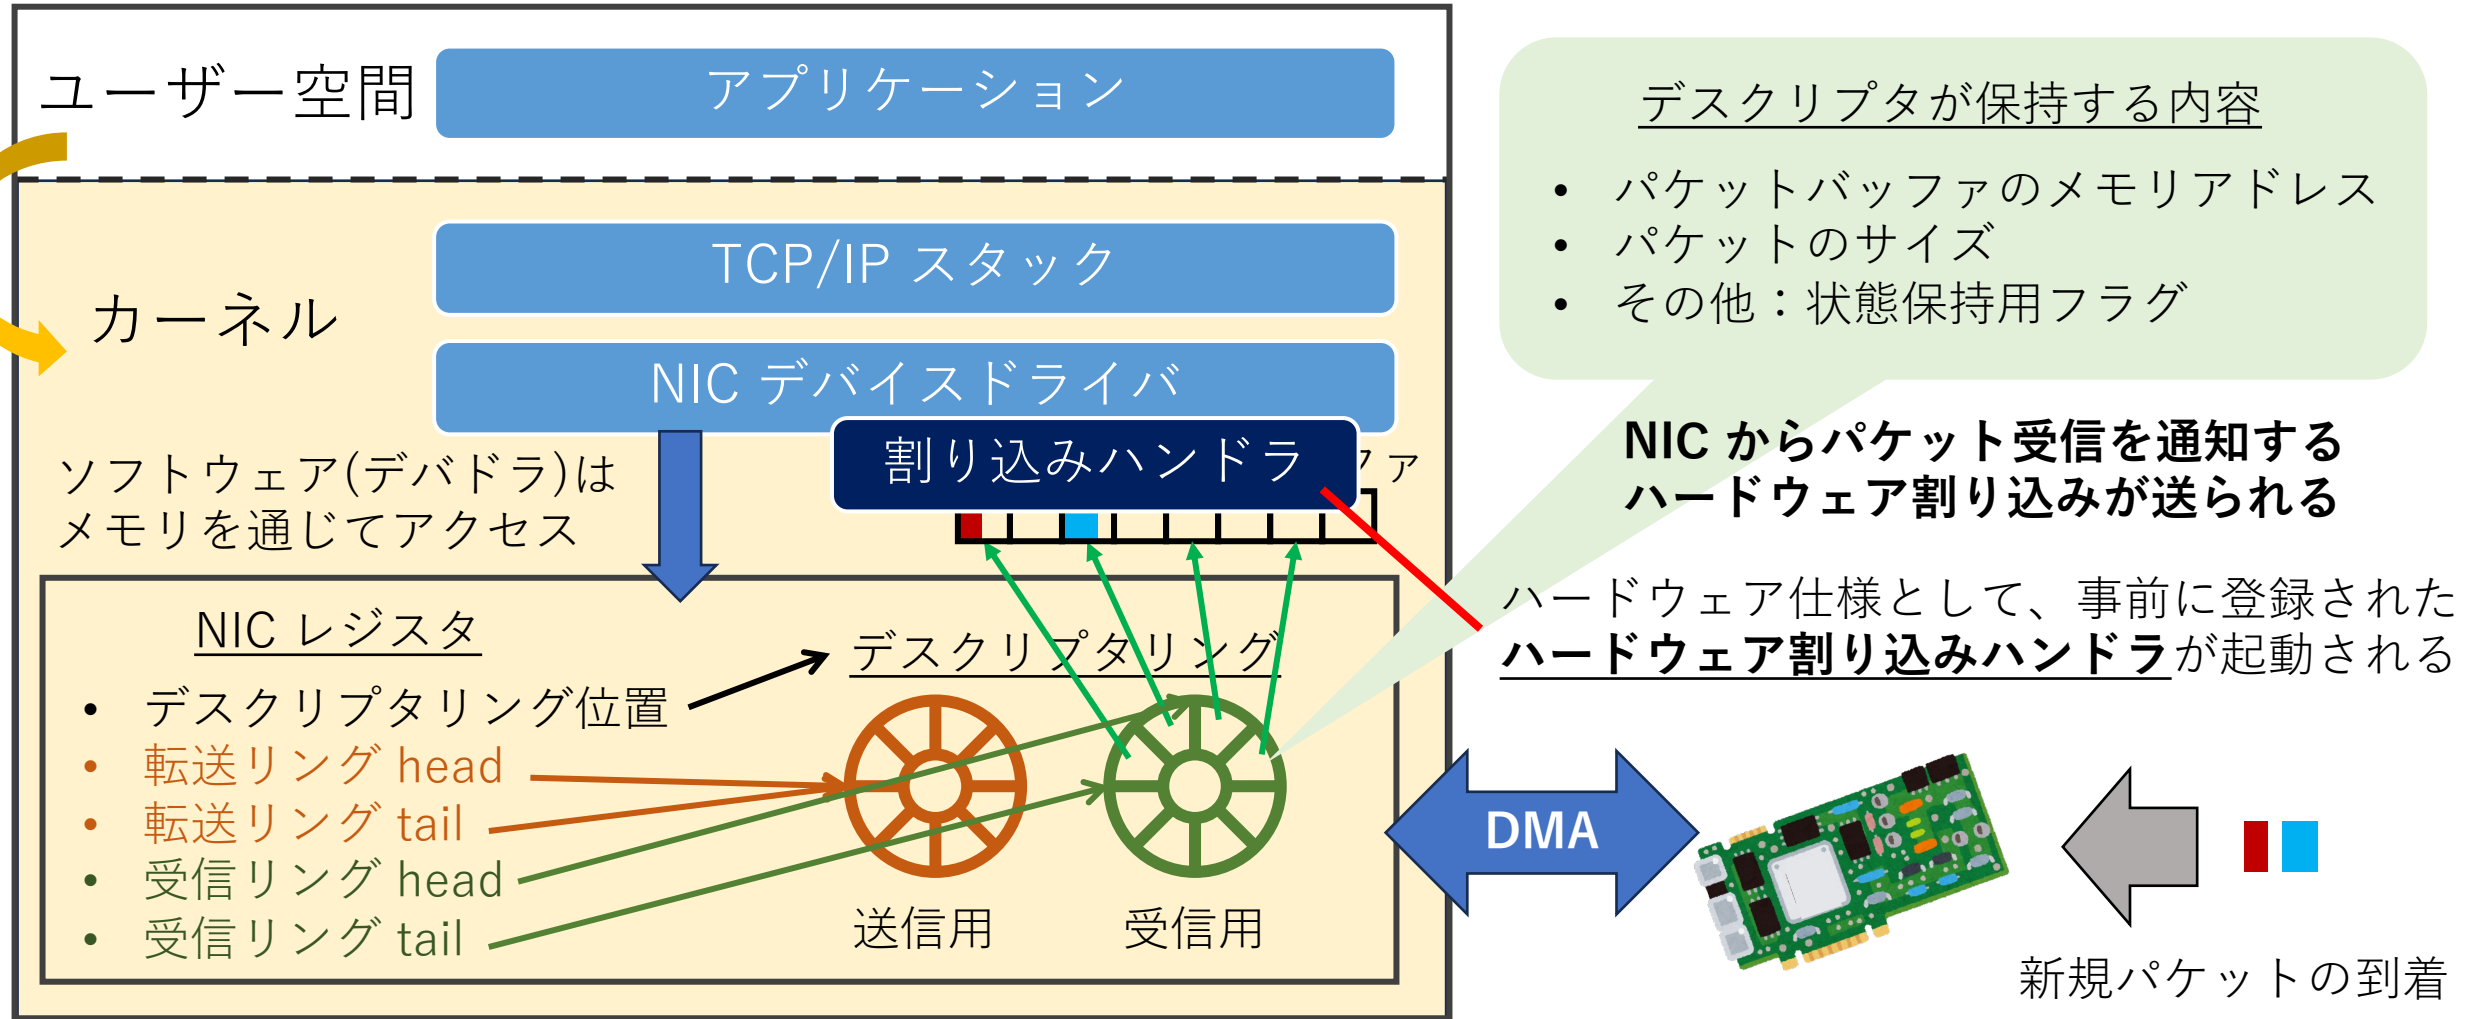 ユーザー空間
アプリケーション
カーネル
TCP/IP スタック
NIC デバイスドライバ
割り込みハンドラ
ァ
ソフトウェア(デバドラ)は
メモリを通じてアクセス
NIC レジスタ
• デスクリプタリング位置
• 転送リング head
• 転送リング tail
• 受信リング head
• 受信リング tail
デスクリプタリング
送信用
受信用
デスクリプタが保持する内容
• パケットバッファのメモリアドレス
• パケットのサイズ
• その他：状態保持用フラグ
NIC からパケット受信を通知する
ハードウェア割り込みが送られる
ハードウェア仕様として、事前に登録された
ハードウェア割り込みハンドラが起動される
DMA
新規パケットの到着